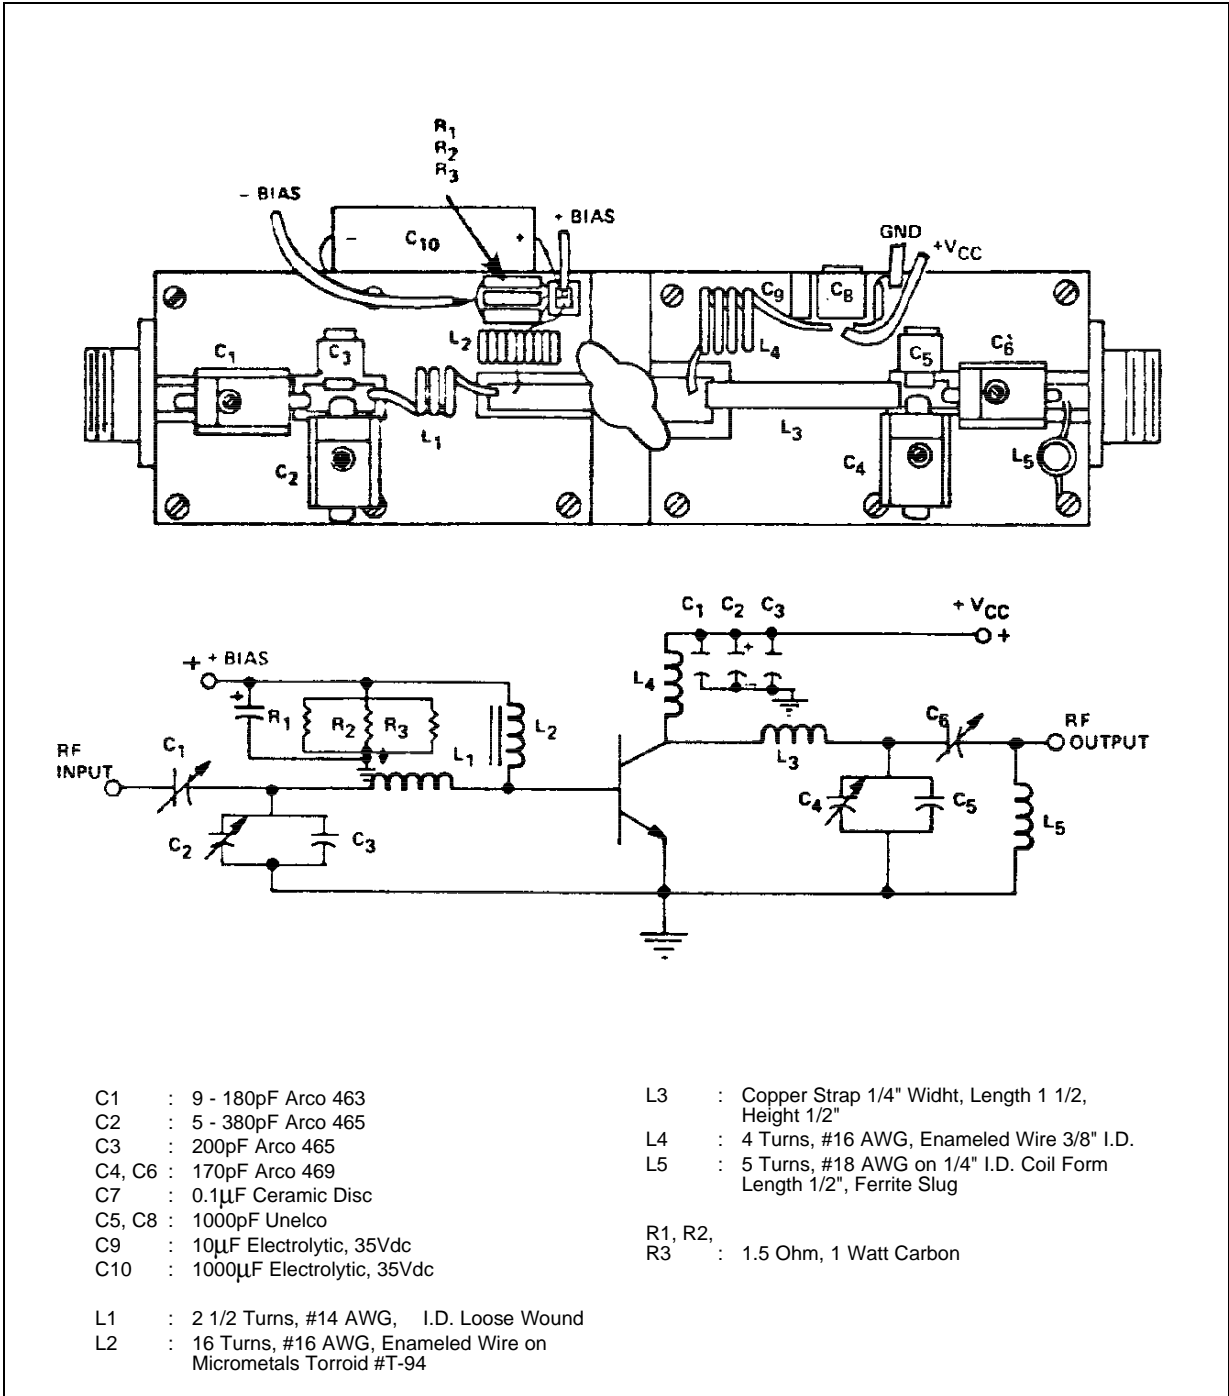 R1
R2
R3
– BIAS
+ BIAS
– C10 +
GND
+VCC
C9
C8
L2
L4
C1
C3
C5
C6
L1
L3
C2
C4
L5
C1 C2 C3
+ VCC
+
+ + BIAS
+
+
–
L4
R1
R2
R3
L2
C6
RF
OUTPUT
RF
INPUT
C1
L1
L3
C4
C5
L5
C2
C3
C1 : 9 - 180pF Arco 463
C2 : 5 - 380pF Arco 465
C3 : 200pF Arco 465
C4, C6 : 170pF Arco 469
C7 : 0.1µF Ceramic Disc
C5, C8 : 1000pF Unelco
C9 : 10µF Electrolytic, 35Vdc
C10 : 1000µF Electrolytic, 35Vdc
L1 : 2 1/2 Turns, #14 AWG, I.D. Loose Wound
L2 : 16 Turns, #16 AWG, Enameled Wire on
Micrometals Torroid #T-94
L3 : Copper Strap 1/4" Widht, Length 1 1/2,
Height 1/2"
L4 : 4 Turns, #16 AWG, Enameled Wire 3/8" I.D.
L5 : 5 Turns, #18 AWG on 1/4" I.D. Coil Form
Length 1/2", Ferrite Slug
R1, R2,
R3 : 1.5 Ohm, 1 Watt Carbon